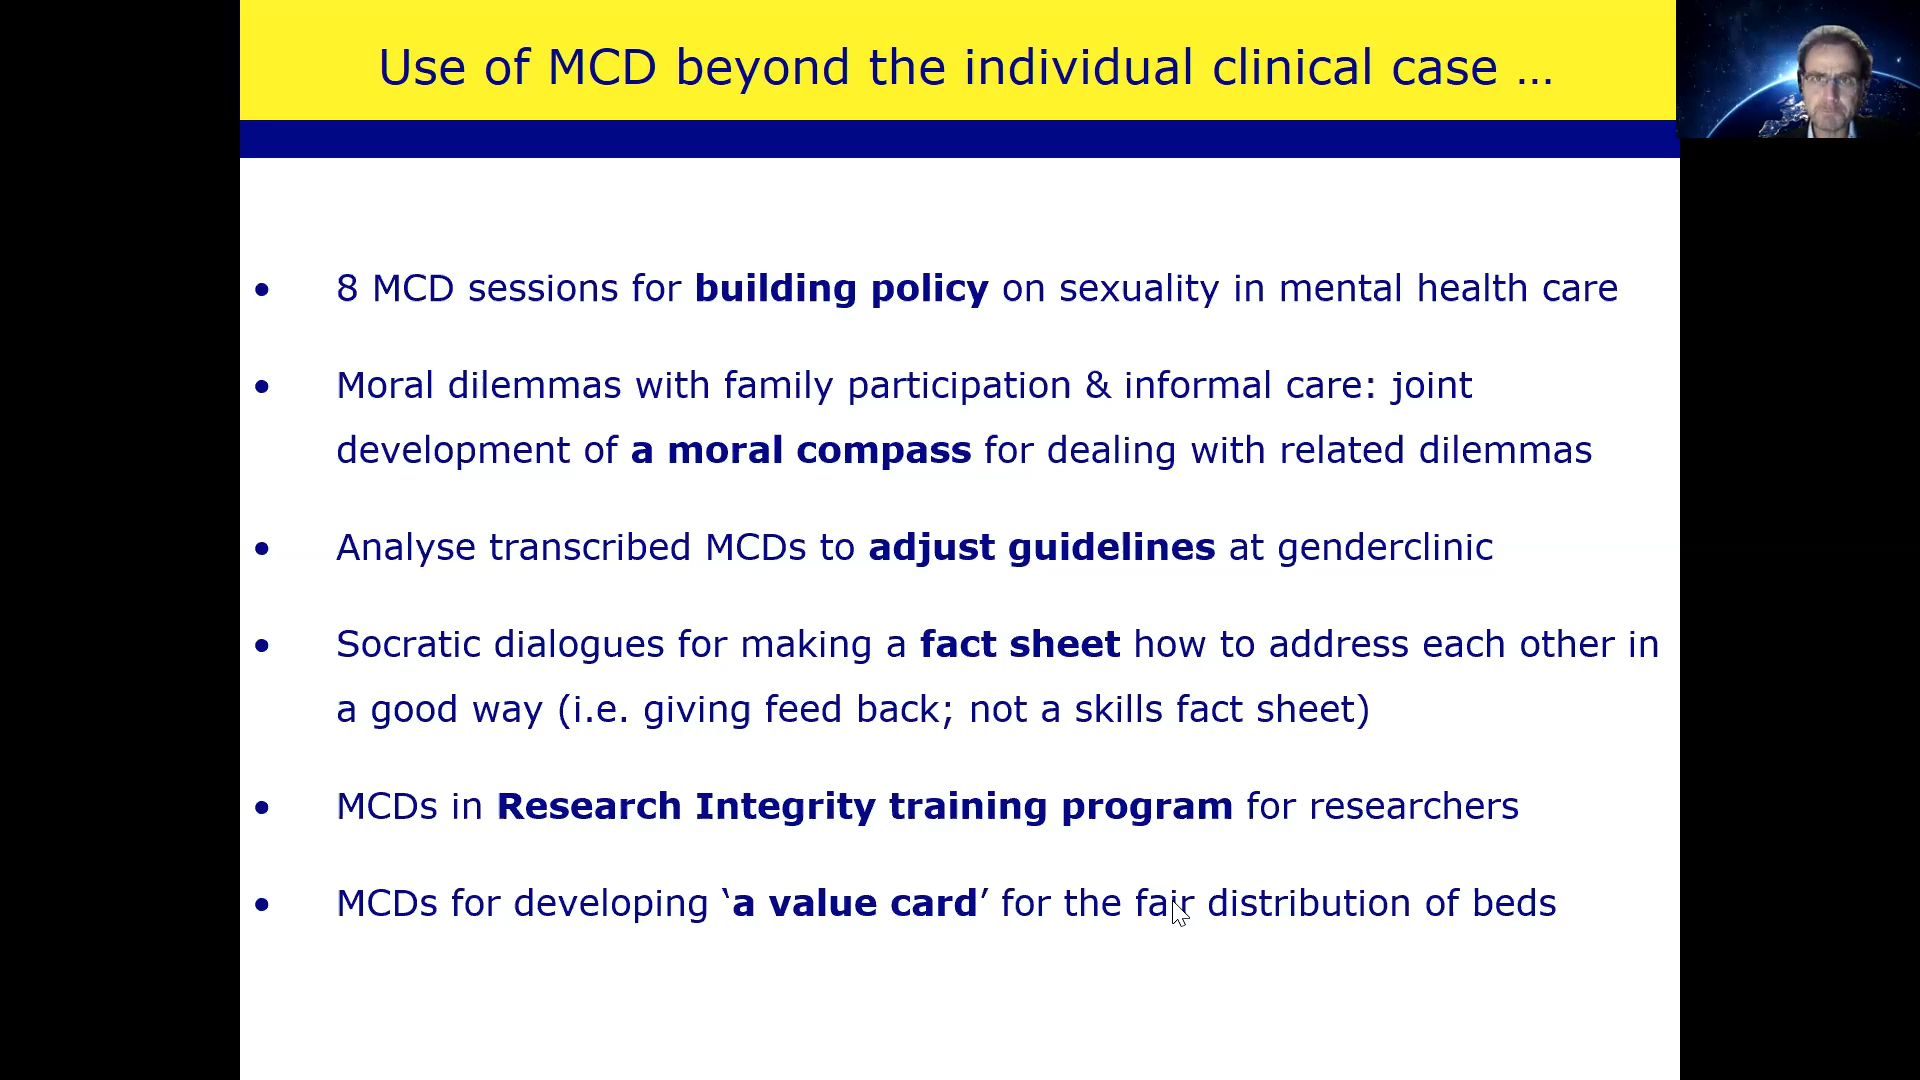 Use of MCD beyond the individual clinical case ...
• 8 MCD sessions for building policy on sexuality in mental health care
• Moral dilemmas with family participation & informal care: joint
development of a moral compass for dealing with related dilemmas
• Analyse transcribed MCDs to adjust guidelines at genderclinic
• Socratic dialogues for making a fact sheet how to address each other in
a good way (i.e. giving feed back; not a skills fact sheet)
• MCDs in Research Integrity training program for researchers
• MCDs for developing ‘a value card’ for the fair distribution of beds